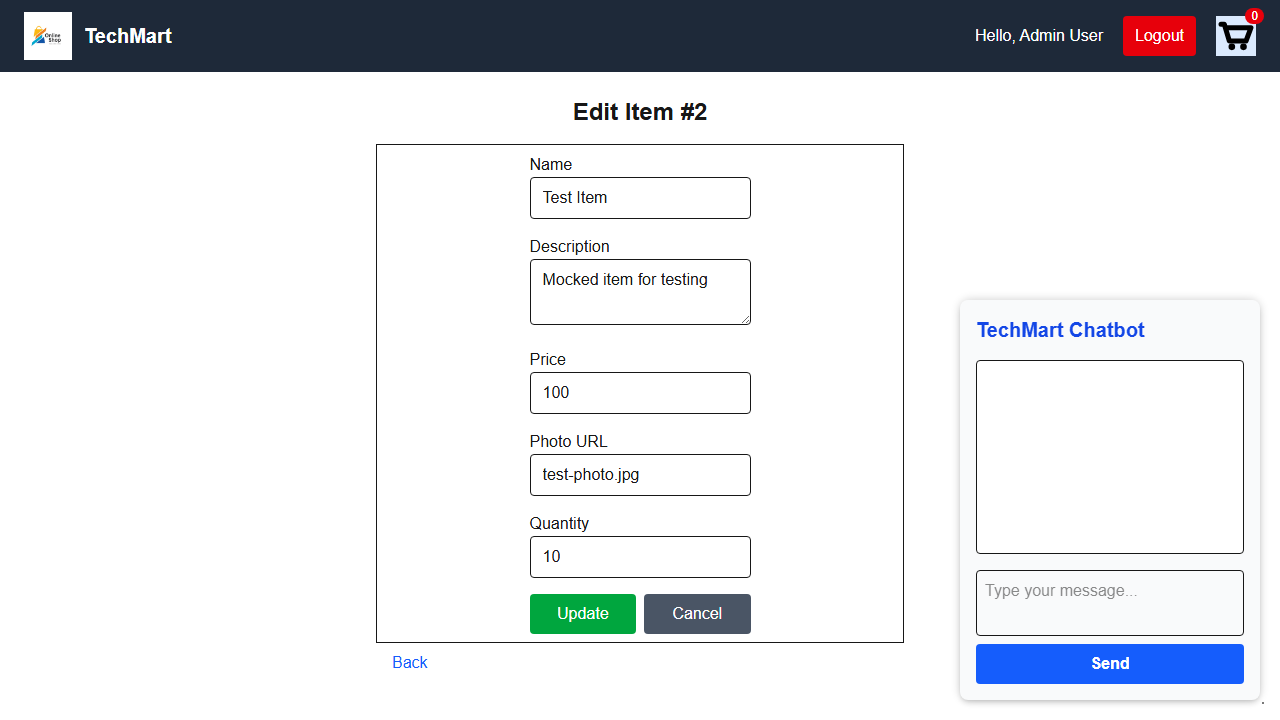 Online
Shop
TechMart
Hello, Admin User
Logout
0
Edit Item #2
Name
Test Item
Description
Mocked item for testing
Price
100
Photo URL
test-photo.jpg
Quantity
10
Update
Cancel
Back
TechMart Chatbot
Type your message...
Send
.